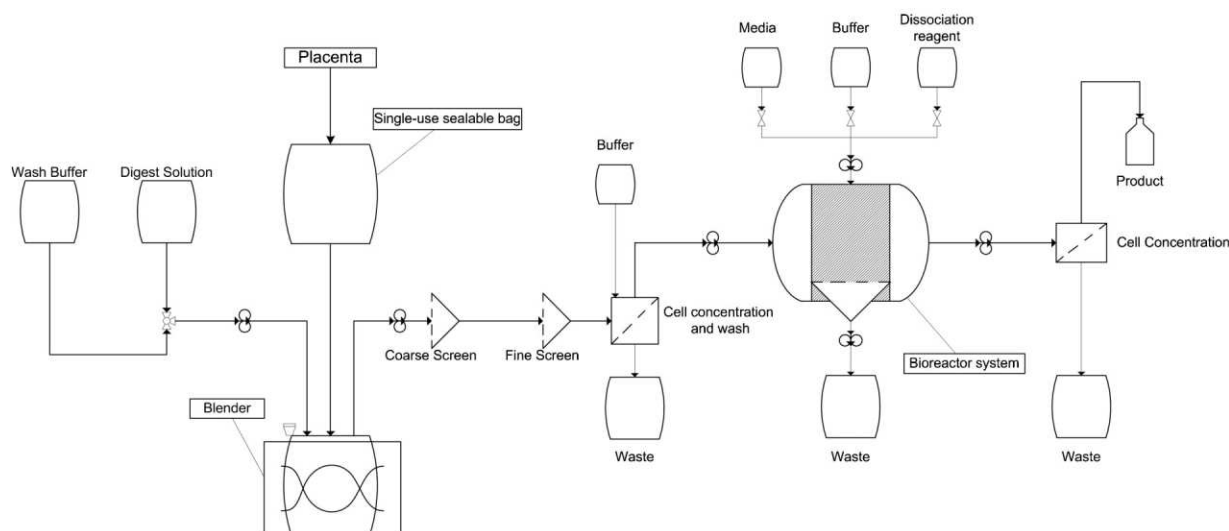 Placenta
Single-use sealable bag
Wash Buffer
Digest Solution
Blender
Coarse Screen
Fine Screen
Buffer
Cell concentration
and wash
Waste
Media
Buffer
Dissociation
reagent
Bioreactor system
Waste
Product
Cell Concentration
Waste